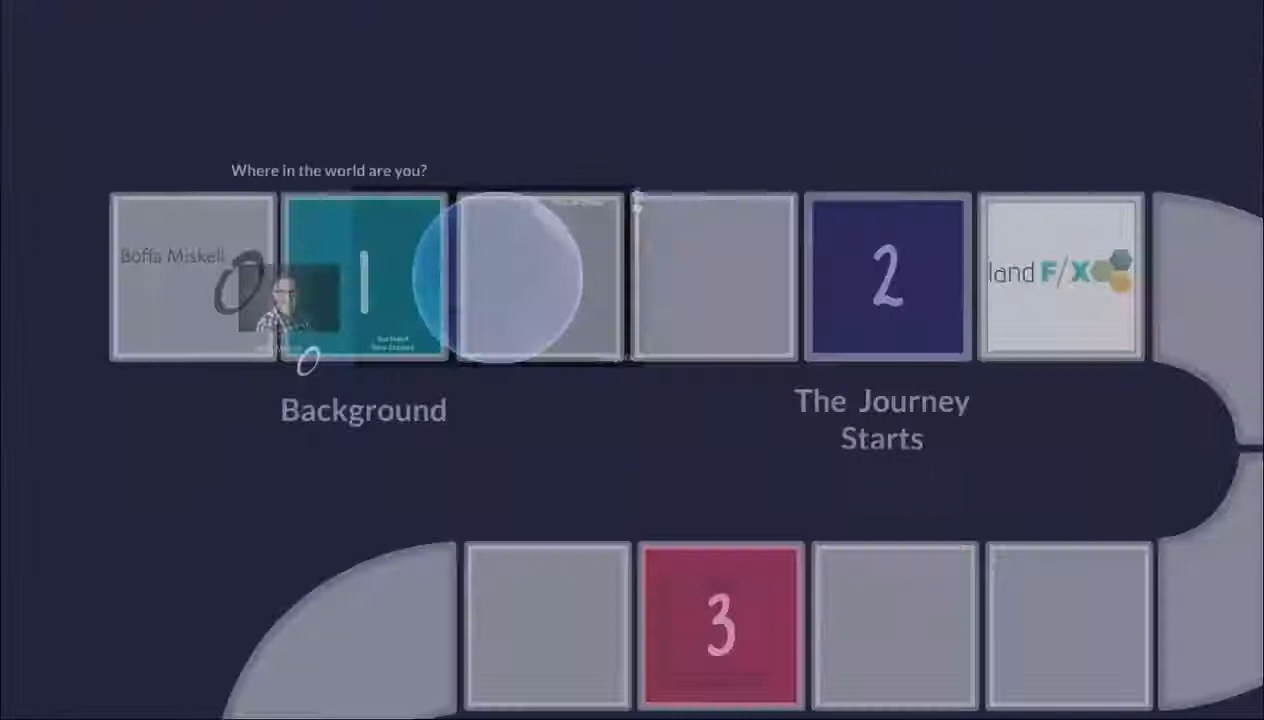 Where in the world are you?
Boffa Miskell
1
2
land F/X
Background
The Journey
Starts
3